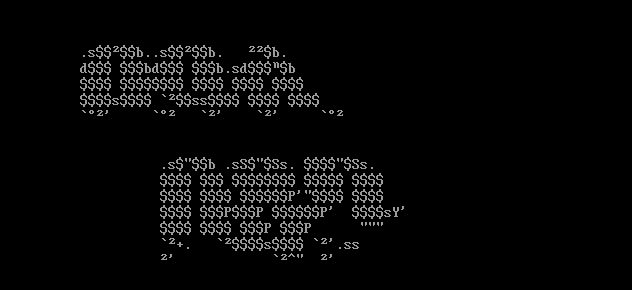 .s$$²$$b..s$$²$$b.   ²²$b.
d$$$ $$$bd$$$ $$$b.sd$$$"$b
$$$$ $$$$$$$$ $$$$ $$$$ $$$$
$$$$s$$$$ `²$$ss$$$$ $$$$ $$$$
`°²'     `°²   `²'    `²'     `°²
.s$"$$b .sS$"$Ss. $$$$"$Ss.
$$$$ $$$ $$$$$$$$ $$$$$ $$$$
$$$$ $$$$ $$$$$$P'"$$$$ $$$$
$$$$ $$$P$$$P $$$$$$P'  $$$$sY'
$$$$ $$$$ $$$P $$$P      """
`²+.   `²$$$$s$$$$ `²'.ss
²'            `²^"  ²'